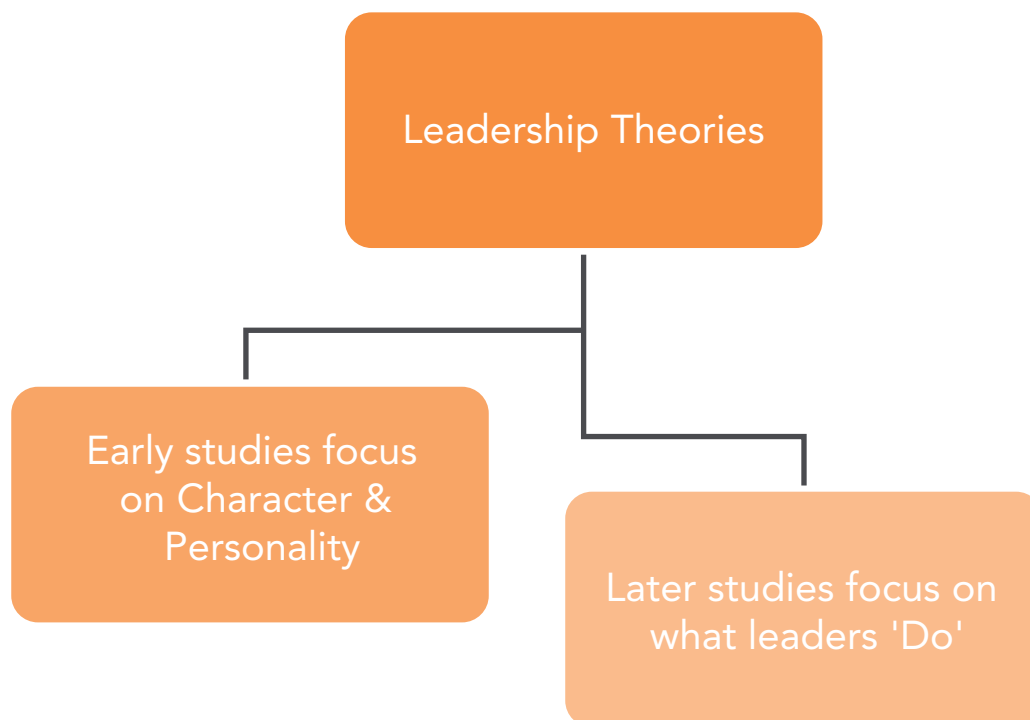 Leadership Theories
Early studies focus
on Character &
Personality
Later studies focus on
what leaders 'Do'